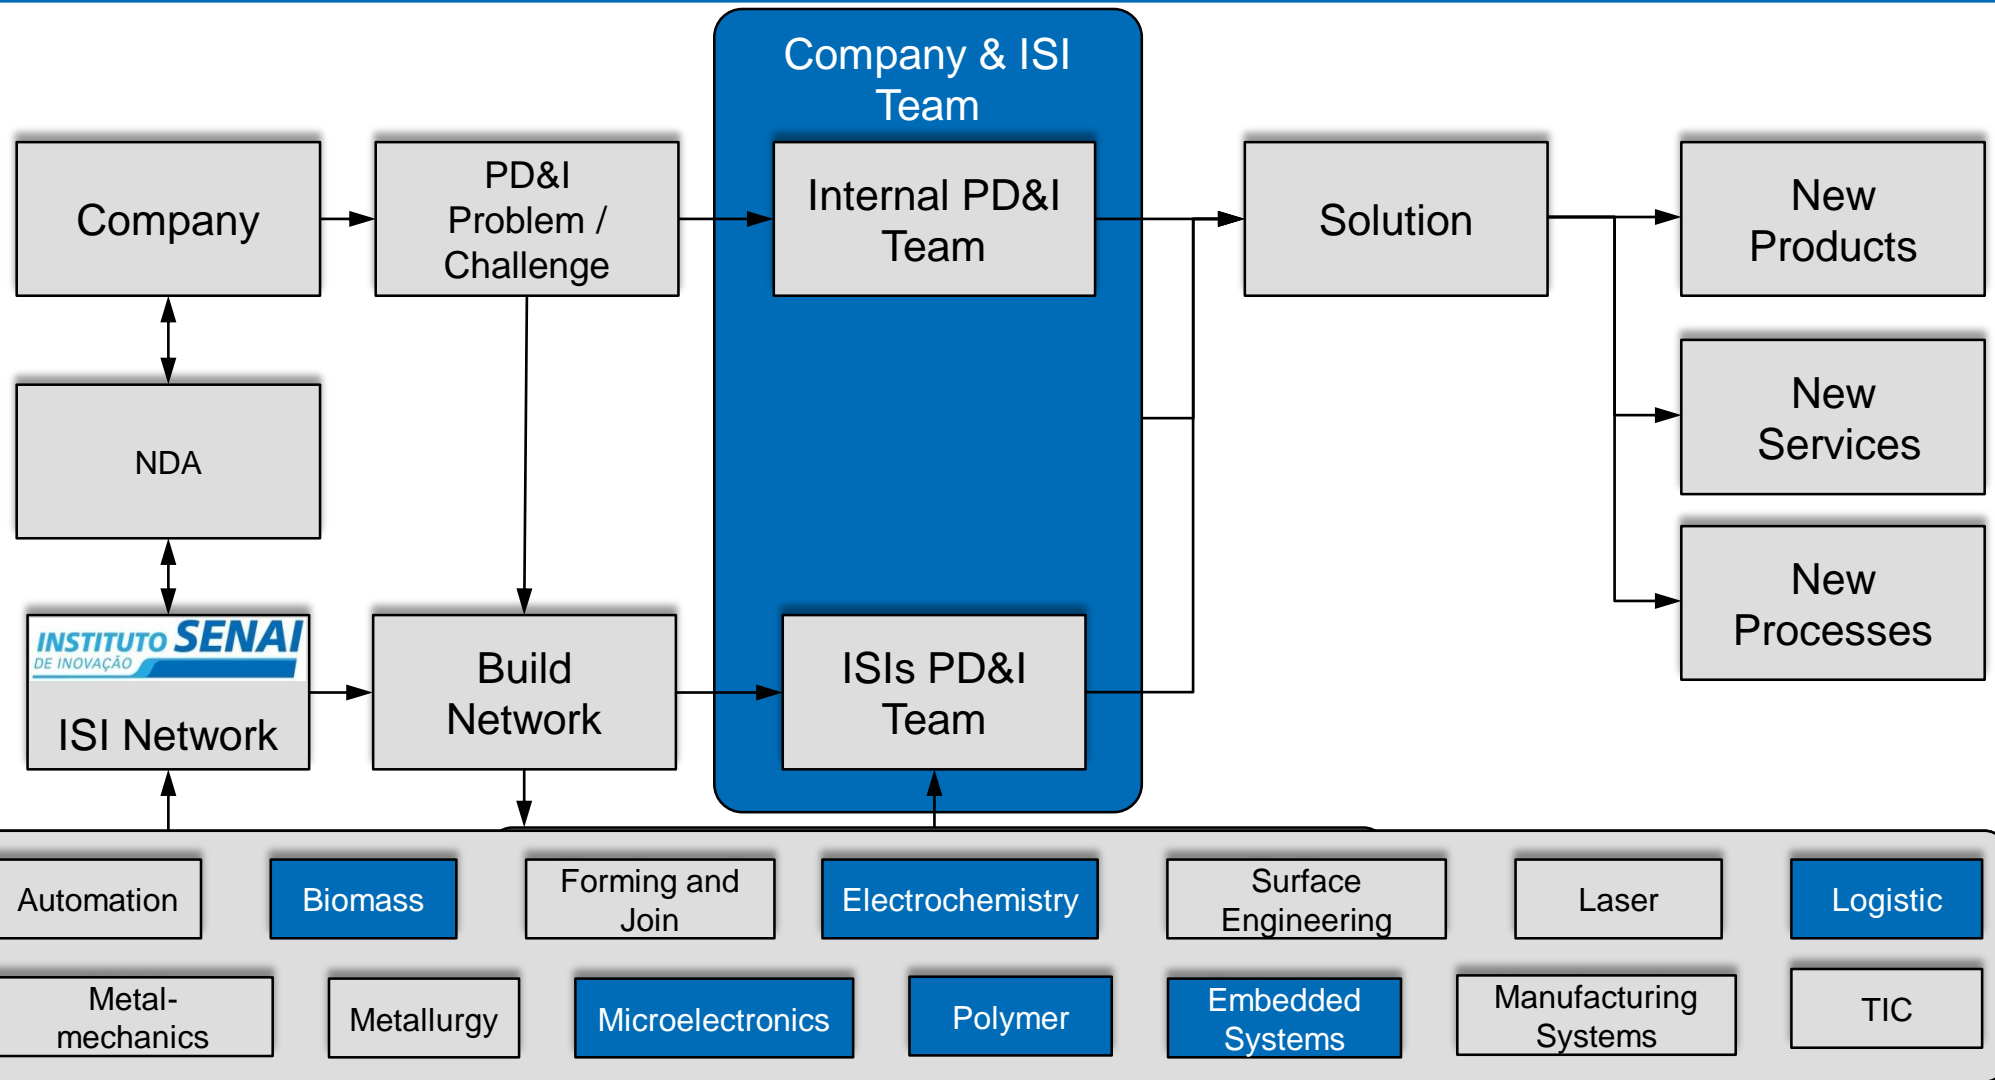 Company & ISI
Team
Company
PD&I
Problem /
Challenge
Internal PD&I
Team
Solution
New
Products
NDA
New
Services
INSTITUTO SENAI
DE INOVAÇÃO
ISI Network
Build
Network
ISIs PD&I
Team
New
Processes
Automation
Biomass
Forming and
Join
Electrochemistry
Surface
Engineering
Laser
Logistic
Metal-
mechanics
Metallurgy
Microelectronics
Polymer
Embedded
Systems
Manufacturing
Systems
TIC